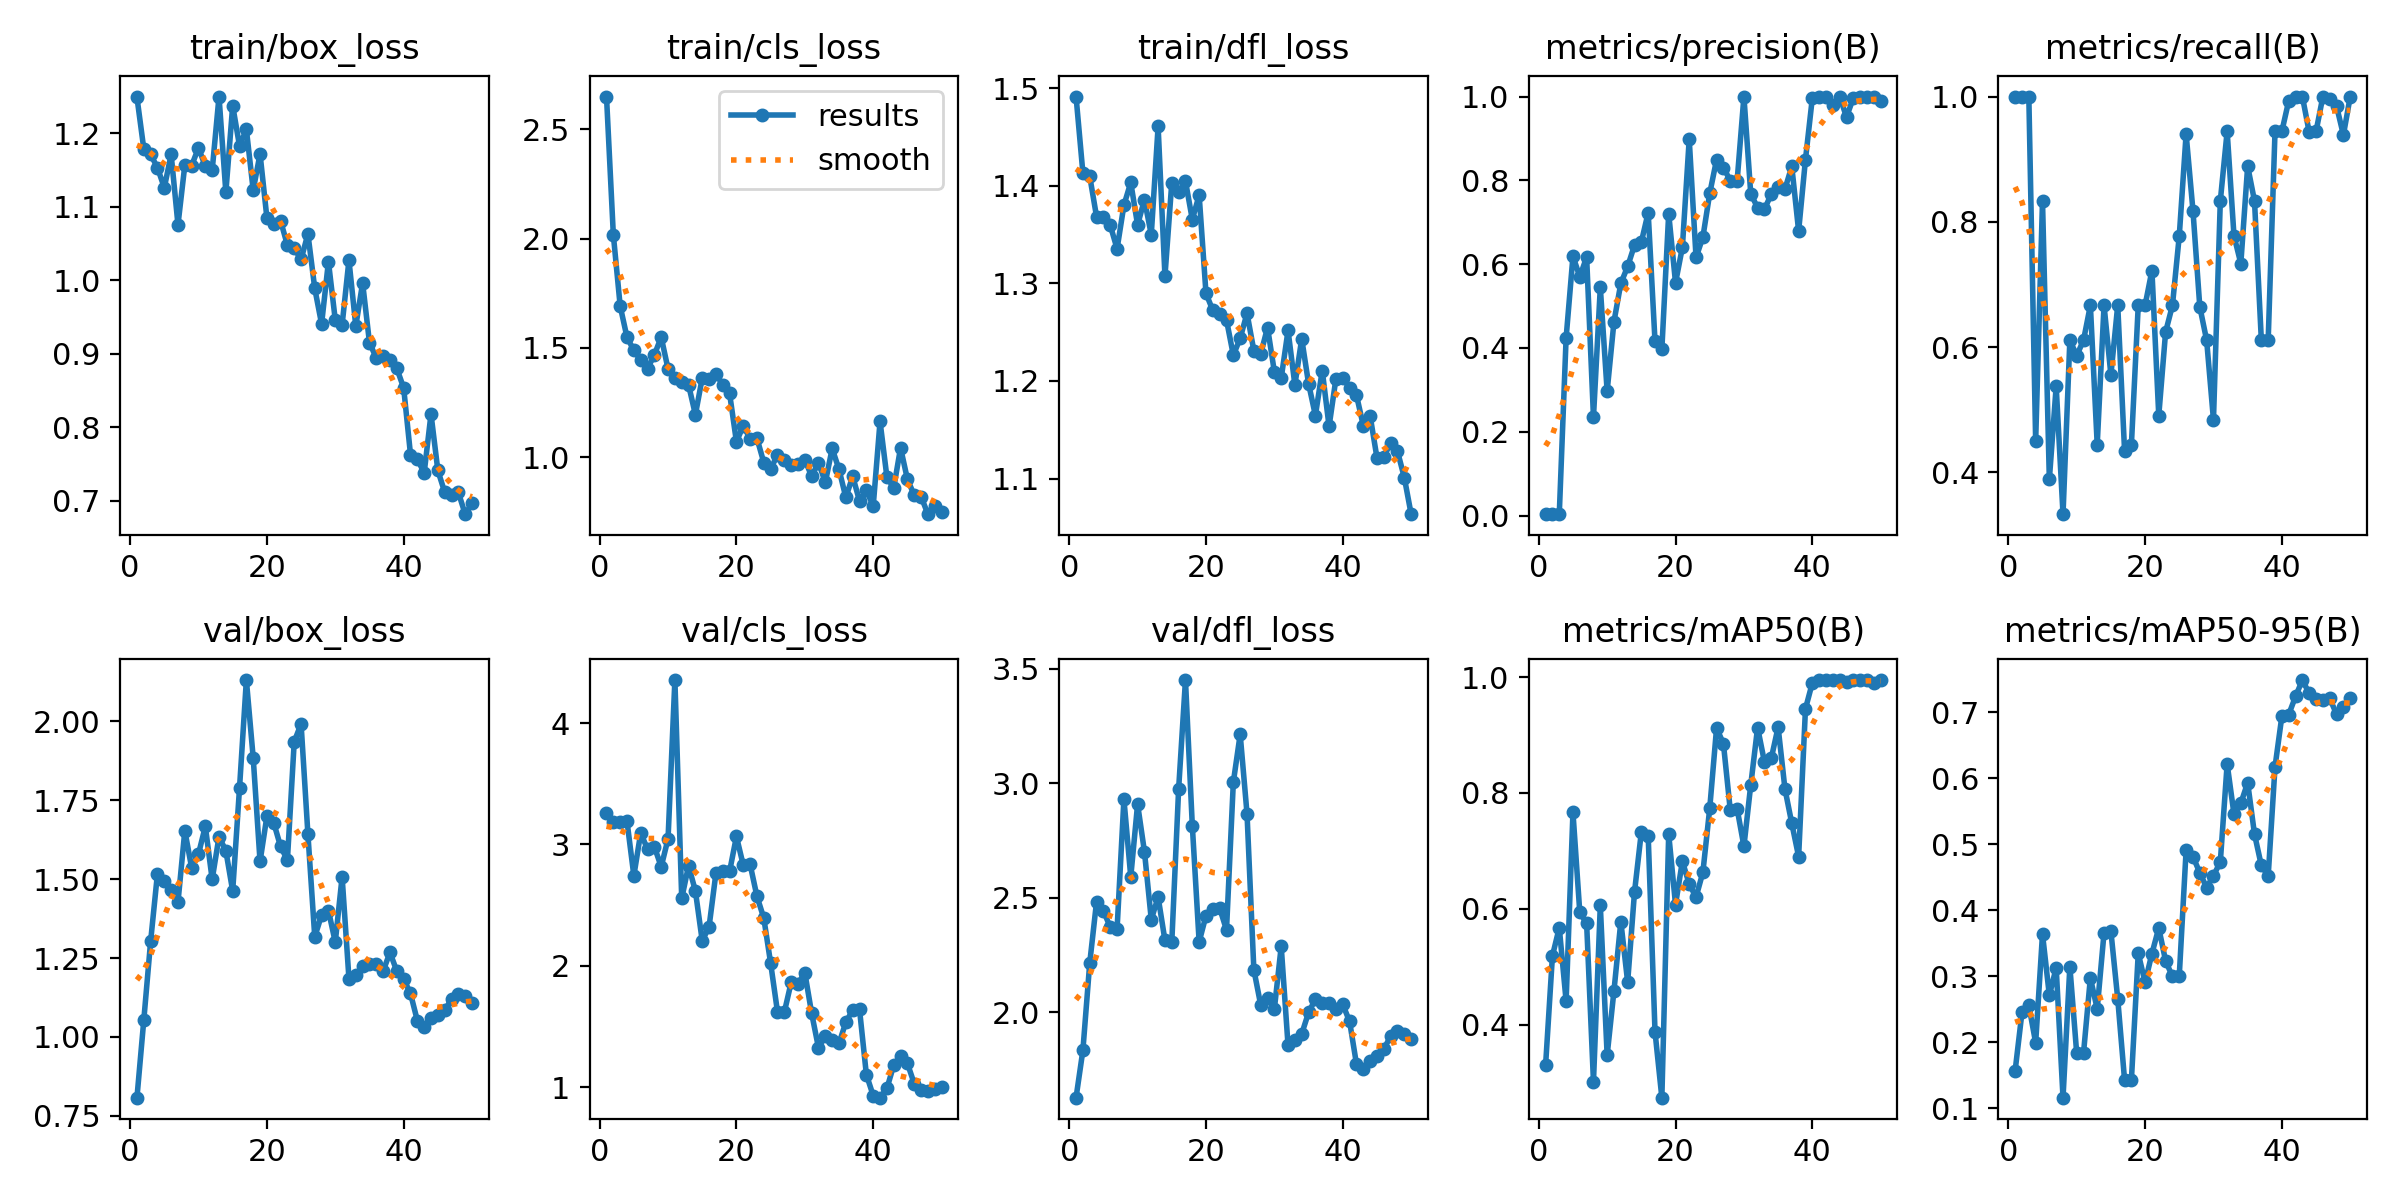 train/box_loss
train/cls_loss
train/dfl_loss
metrics/precision(B)
metrics/recall(B)
1.2
1.1
1.0
0.9
0.8
0.7
0 20 40
2.5
2.0
1.5
1.0
0 20 40
results
smooth
1.5
1.4
1.3
1.2
1.1
0 20 40
1.0
0.8
0.6
0.4
0.2
0.0
0 20 40
1.0
0.8
0.6
0.4
0 20 40
val/box_loss
val/cls_loss
val/dfl_loss
metrics/mAP50(B)
metrics/mAP50-95(B)
2.00
1.75
1.50
1.25
1.00
0.75
0 20 40
4
3
2
1
0 20 40
3.5
3.0
2.5
2.0
0 20 40
1.0
0.8
0.6
0.4
0 20 40
0.7
0.6
0.5
0.4
0.3
0.2
0.1
0 20 40